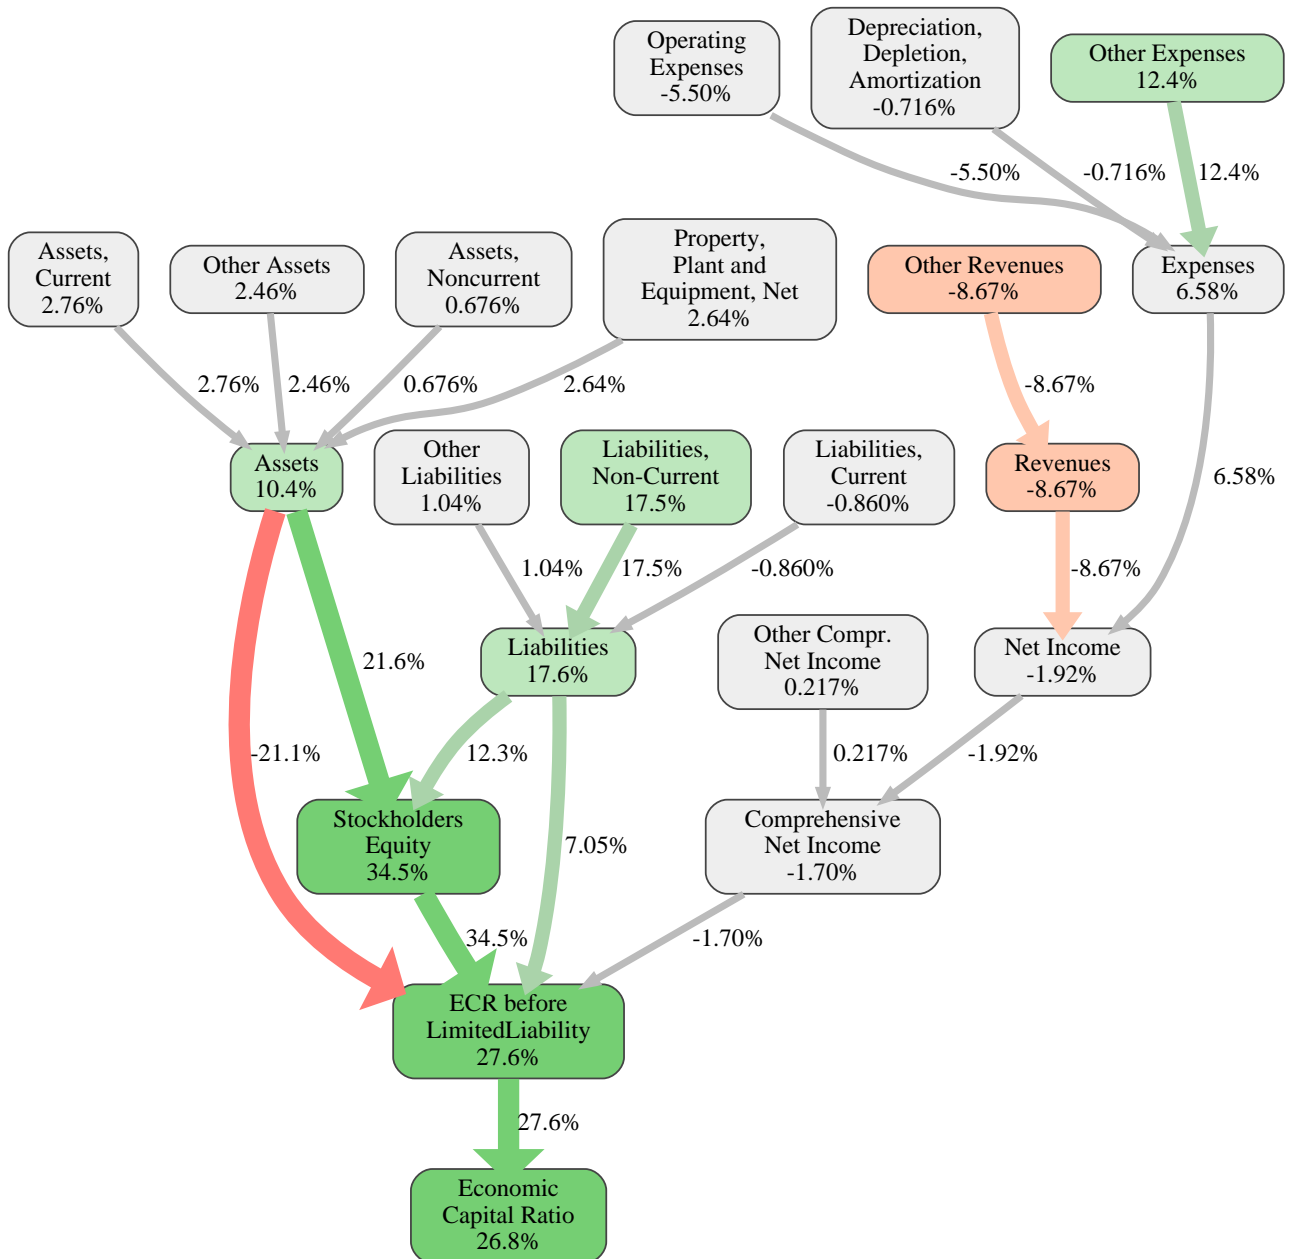 Operating
Expenses
-5.50%
Depreciation,
Depletion,
Amortization
-0.716%
Other Expenses
12.4%
-5.50%
-0.716%
12.4%
Assets,
Current
2.76%
Other Assets
2.46%
Assets,
Noncurrent
0.676%
Property,
Plant and
Equipment, Net
2.64%
Other Revenues
-8.67%
Expenses
6.58%
2.76%
2.46%
0.676%
2.64%
-8.67%
Assets
10.4%
Other
Liabilities
1.04%
Liabilities,
Non-Current
17.5%
Liabilities,
Current
-0.860%
Revenues
-8.67%
6.58%
1.04%
17.5%
-0.860%
-8.67%
Liabilities
17.6%
Other Compr.
Net Income
0.217%
Net Income
-1.92%
21.6%
-21.1%
12.3%
0.217%
-1.92%
Stockholders
Equity
34.5%
7.05%
Comprehensive
Net Income
-1.70%
34.5%
-1.70%
ECR before
LimitedLiability
27.6%
27.6%
Economic
Capital Ratio
26.8%